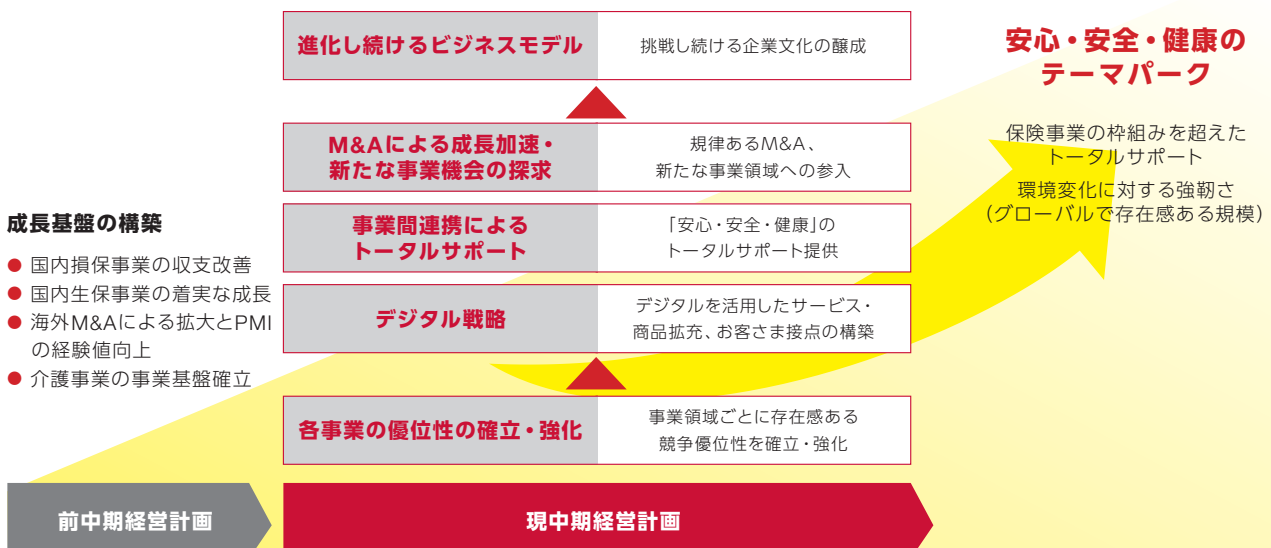 成長基盤の構築
● 国内損保事業の収支改善
● 国内生保事業の着実な成長
● 海外M&Aによる拡大とPMI
の経験値向上
● 介護事業の事業基盤確立
前中期経営計画
進化し続けるビジネスモデル
挑戦し続ける企業文化の醸成
M&Aによる成長加速・
新たな事業機会の探求
規律あるM&A、
新たな事業領域への参入
事業間連携による
トータルサポート
「安心・安全・健康」の
トータルサポート提供
デジタル戦略
デジタルを活用したサービス・
商品拡充、お客さま接点の構築
各事業の優位性の確立・強化
事業領域ごとに存在感ある
競争優位性を確立・強化
現中期経営計画
安心・安全・健康の
テーマパーク
保険事業の枠組みを超えた
トータルサポート
環境変化に対する強靭さ
（グローバルで存在感ある規模）